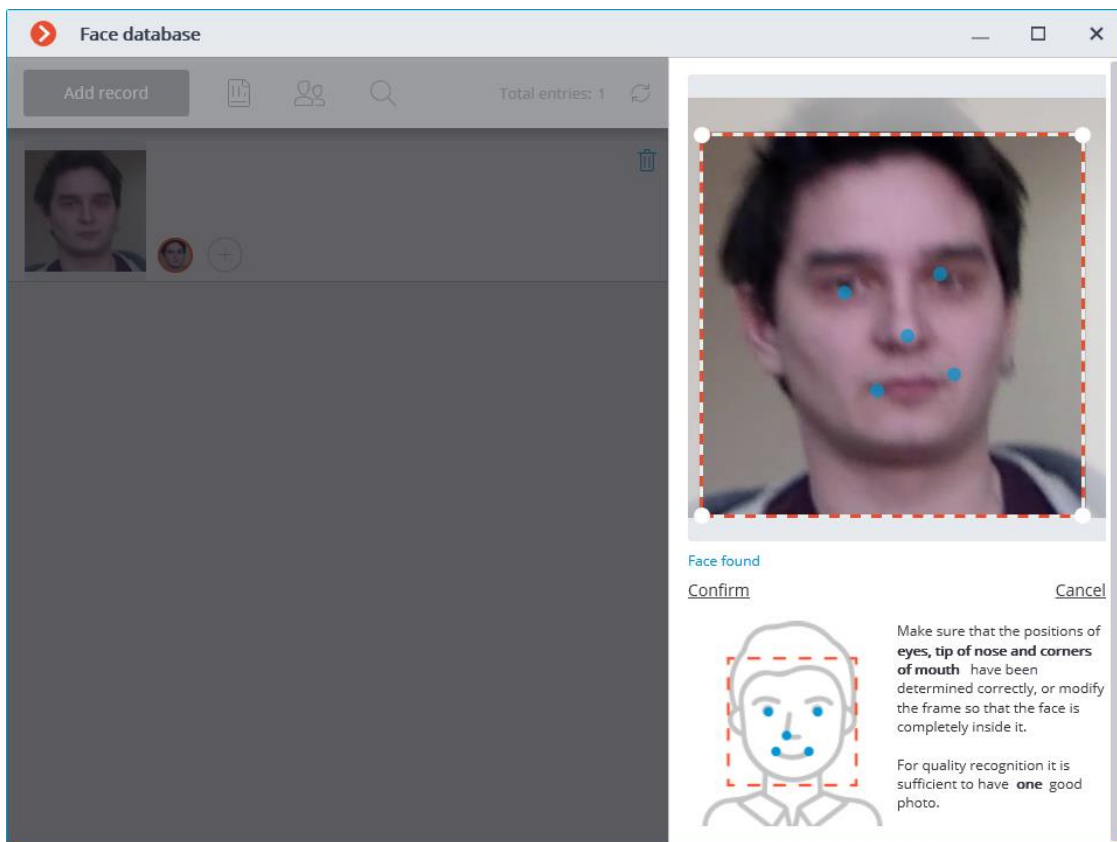 Face database
Add record
Total entries: 1
Face found
Confirm
Cancel
Make sure that the positions of
eyes, tip of nose and corners
of mouth have been
determined correctly, or modify
the frame so that the face is
completely inside it.
For quality recognition it is
sufficient to have one good
photo.